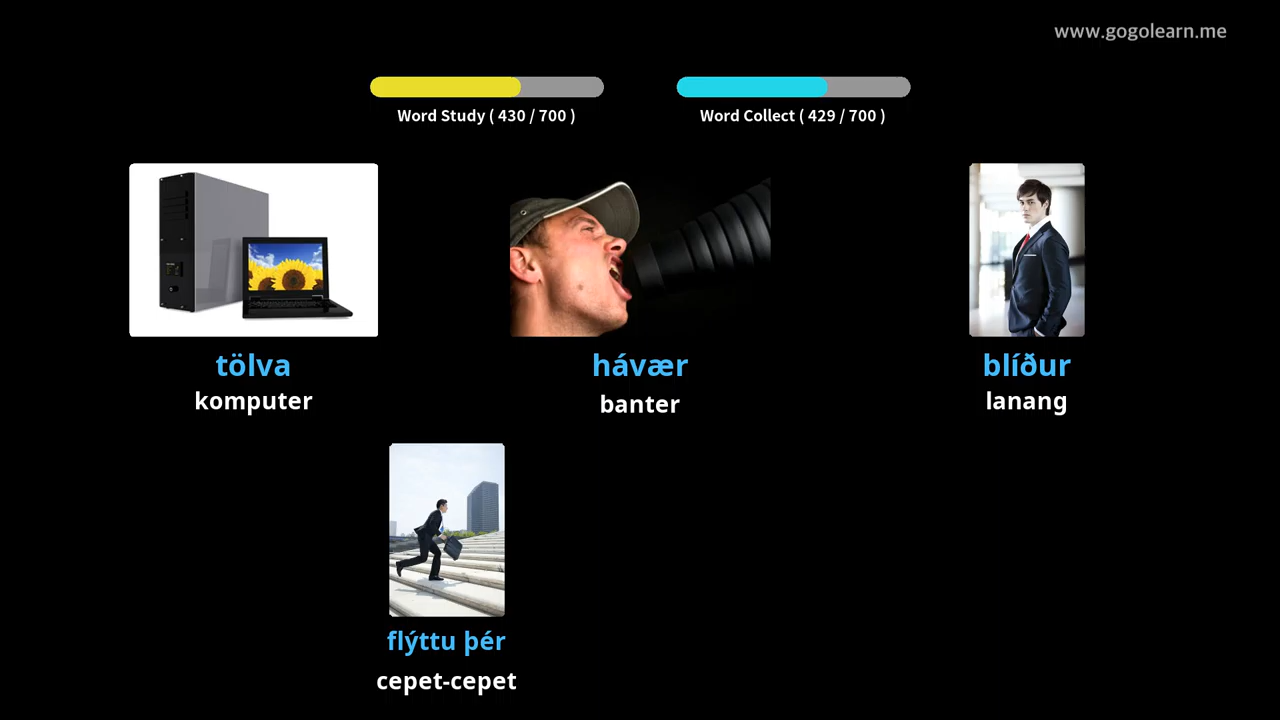 www.gogolearn.me
Word Study ( 430 / 700 )
Word Collect ( 429 / 700 )
tölva
komputer
hávær
banter
blíður
lanang
flýttu þér
cepet-cepet